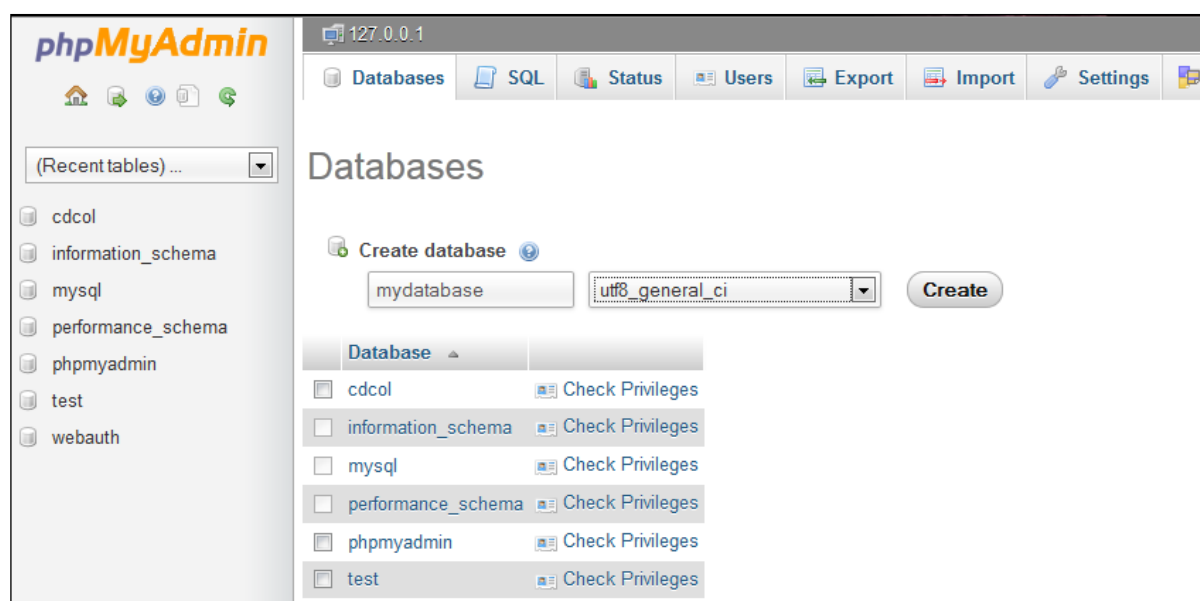 phpMyAdmin
(Recent tables) ...
cdcol
information_schema
mysql
performance_schema
phpmyadmin
test
webauth
127.0.0.1
Databases SQL Status Users Export Import Settings
Databases
Create database
mydatabase utf8_general_ci Create
Database
cdcol Check Privileges
information_schema Check Privileges
mysql Check Privileges
performance_schema Check Privileges
phpmyadmin Check Privileges
test Check Privileges